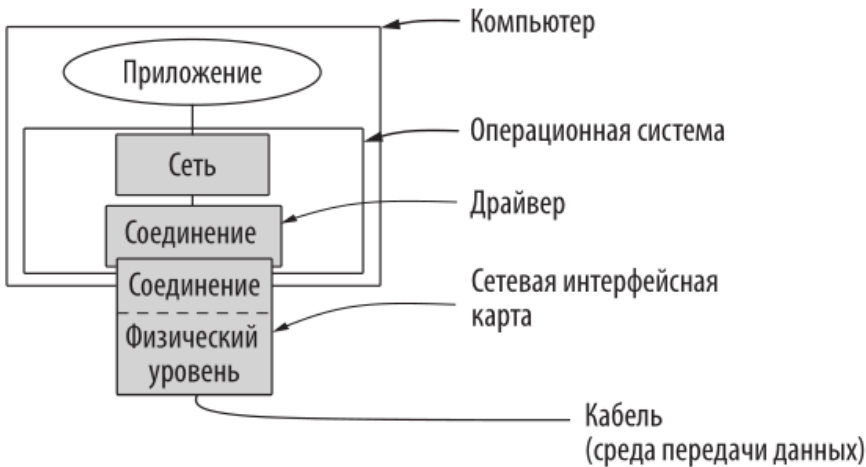 Компьютер
Приложение
Операционная система
Сеть
Драйвер
Соединение
Соединение
Сетевая интерфейсная
карта
Физический
уровень
Кабель
(среда передачи данных)